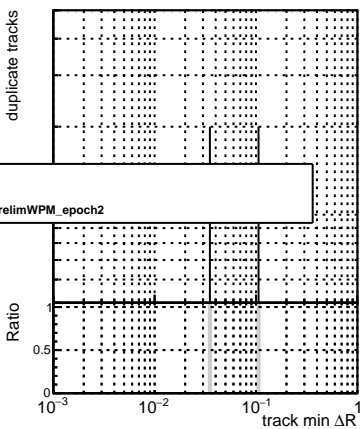 duplicate tracks
relimWPM_epoch2
Ratio
1
0.5
0
10⁻³ 10⁻² 10⁻¹ 1
track min ΔR